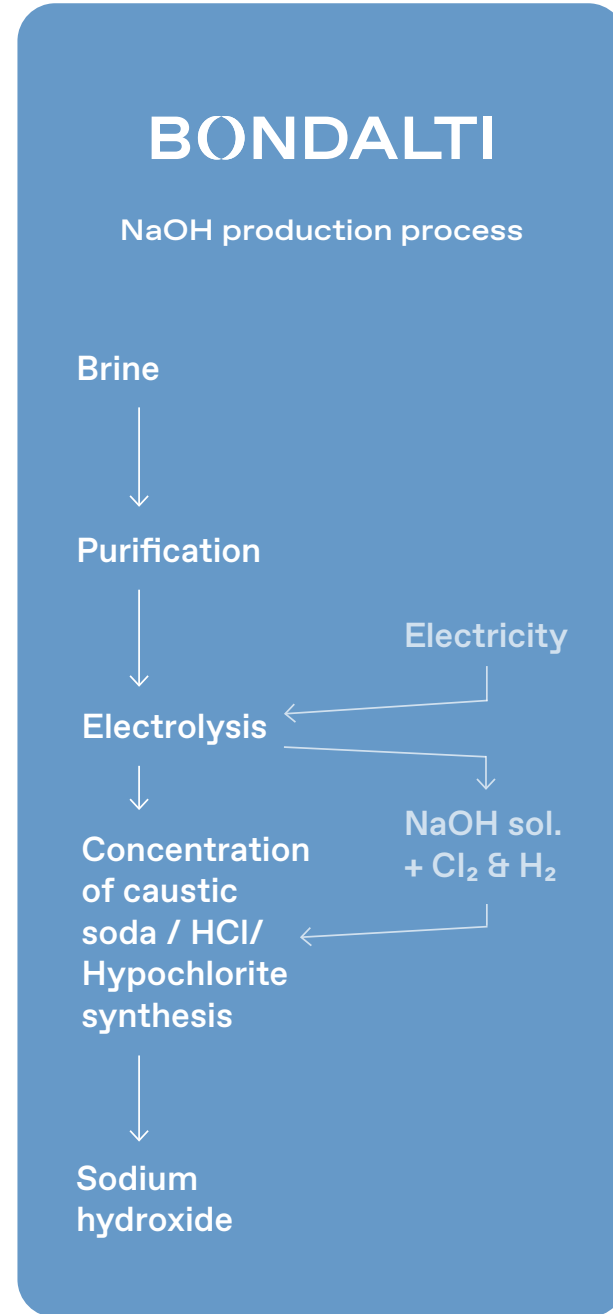 BONDALTI
NaOH production process
Brine
Purification
Electricity
Electrolysis
NaOH sol.
+ Cl₂ & H₂
Concentration
of caustic
soda / HCl/
Hypochlorite
synthesis
Sodium
hydroxide